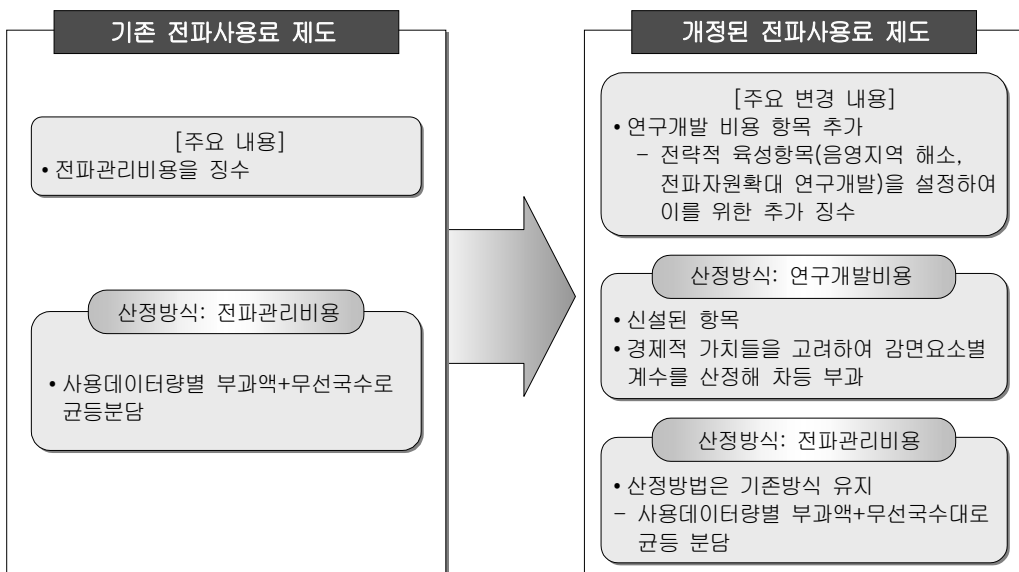 기존 전파사용료 제도
[주요 내용]
• 전파관리비용을 징수
산정방식: 전파관리비용
• 사용데이터량별 부과액+무선국수로
균등분담
개정된 전파사용료 제도
[주요 변경 내용]
• 연구개발 비용 항목 추가
– 전략적 육성항목(음영지역 해소,
전파자원확대 연구개발)을 설정하여
이를 위한 추가 징수
산정방식: 연구개발비용
• 신설된 항목
• 경제적 가치들을 고려하여 감면요소별
계수를 산정해 차등 부과
산정방식: 전파관리비용
• 산정방법은 기존방식 유지
– 사용데이터량별 부과액+무선국수대로
균등 분담